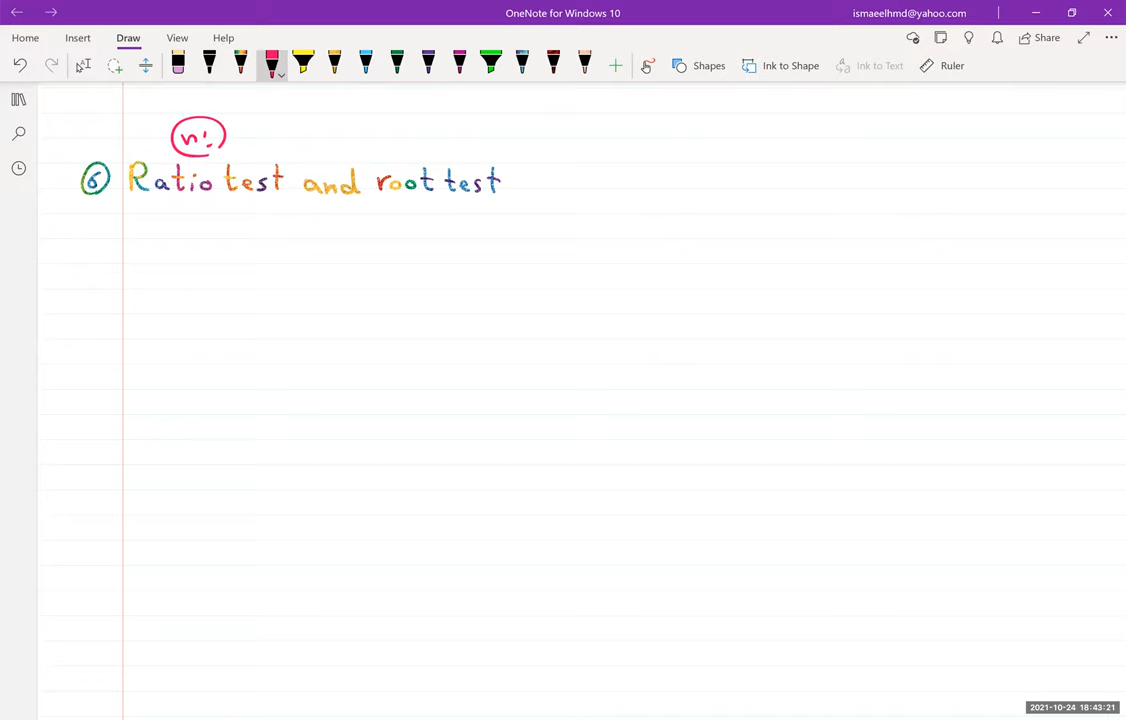 OneNote for Windows 10
ismaeelhmd@yahoo.com
Home Insert Draw View Help
Share
Shapes Ink to Shape Ink to Text Ruler
n!
6 Ratio test and root test
2021-10-24 18:43:21